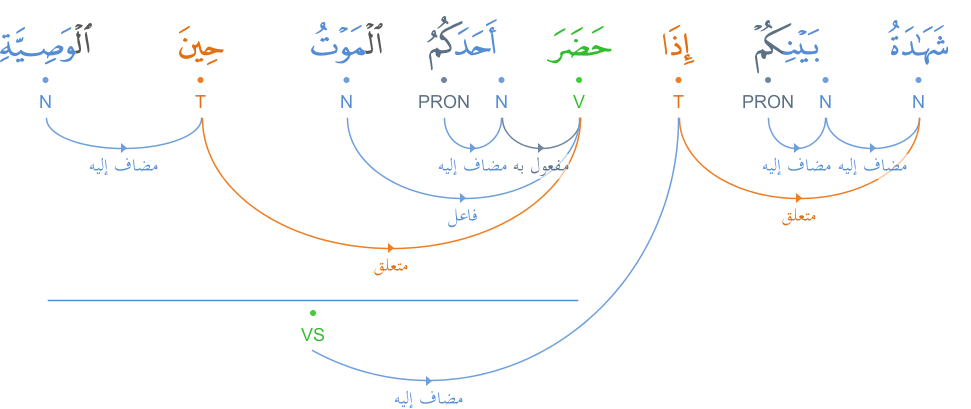 شَهَـٰدَةُ بَيْنِكُمْ إِذَا حَضَرَ أَحَدَكُمُ ٱلْمَوْتُ حِينَ ٱلْوَصِيَّةِ
N N PRON T V N PRON N T N
مضاف إليه مضاف إليه مفعول به مضاف إليه مضاف إليه
متعلق فاعل
متعلق
VS
مضاف إليه